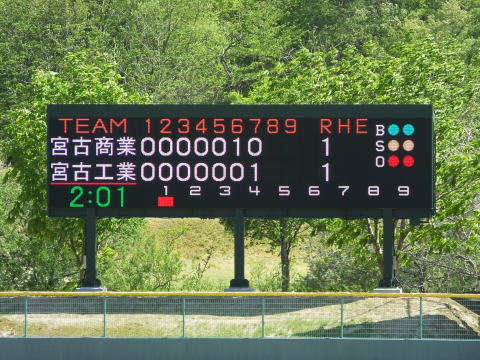 TEAM 123456789 RHE B
宮古商業 0000010 1 S
宮古工業 0000001 1 O
2:01 1 2 3 4 5 6 7 8 9